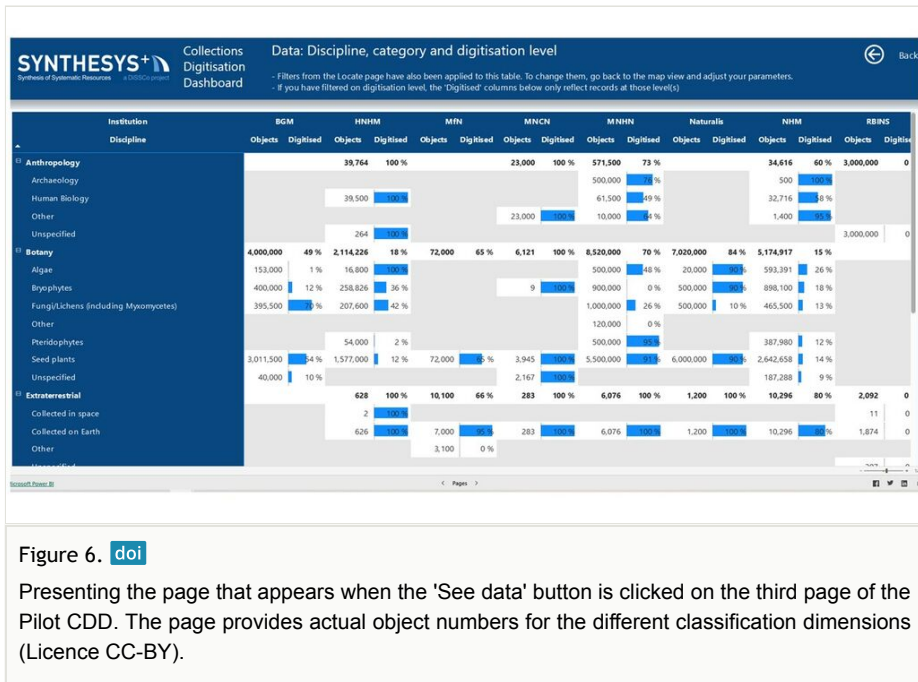 SYNTHESYS+
Synthesis of Systematic Resources a DiSSCo project
Collections
Digitisation
Dashboard
Data: Discipline, category and digitisation level
- Filters from the Locate page have also been applied to this table. To change them, go back to the map view and adjust your parameters.
- If you have filtered on digitisation level, the 'Digitised' columns below only reflect records at those level(s)
Back
Institution BGM HNHM MfN MNCN MNHN Naturalis NHM RBINS
Discipline Objects Digitised Objects Digitised Objects Digitised Objects Digitised Objects Digitised Objects Digitised Objects Digitised Objects Digitise
Anthropology 39,764 100 % 23,000 100 % 571,500 73 % 34,616 60 % 3,000,000 0
Archaeology 500,000 76 % 500 100 %
Human Biology 39,500 100 % 61,500 49 % 32,716 58 %
Other 23,000 100 % 10,000 64 % 1,400 95 %
Unspecified 264 100 % 3,000,000 0
Botany 4,000,000 49 % 2,114,226 18 % 72,000 65 % 6,121 100 % 8,520,000 70 % 7,020,000 84 % 5,174,917 15 %
Algae 153,000 1 % 16,800 100 % 500,000 48 % 20,000 90 % 593,391 26 %
Bryophytes 400,000 12 % 258,826 36 % 9 100 % 900,000 0 % 500,000 90 % 898,100 18 %
Fungi/Lichens (including Myxomycetes) 395,500 70 % 207,600 42 % 1,000,000 26 % 500,000 10 % 465,500 13 %
Other 120,000 0 %
Pteridophytes 54,000 2 % 500,000 95 % 387,980 12 %
Seed plants 3,011,500 54 % 1,577,000 12 % 72,000 65 % 3,945 100 % 5,500,000 91 % 6,000,000 90 % 2,642,658 14 %
Unspecified 40,000 10 % 2,167 100 % 187,288 9 %
Extraterrestrial 628 100 % 10,100 66 % 283 100 % 6,076 100 % 1,200 100 % 10,296 80 % 2,092 0
Collected in space 2 100 % 11 0
Collected on Earth 626 100 % 7,000 95 % 283 100 % 6,076 100 % 1,200 100 % 10,296 80 % 1,874 0
Other 3,100 0 %
Microsoft Power BI < Pages >
Figure 6. doi
Presenting the page that appears when the 'See data' button is clicked on the third page of the
Pilot CDD. The page provides actual object numbers for the different classification dimensions
(Licence CC-BY).